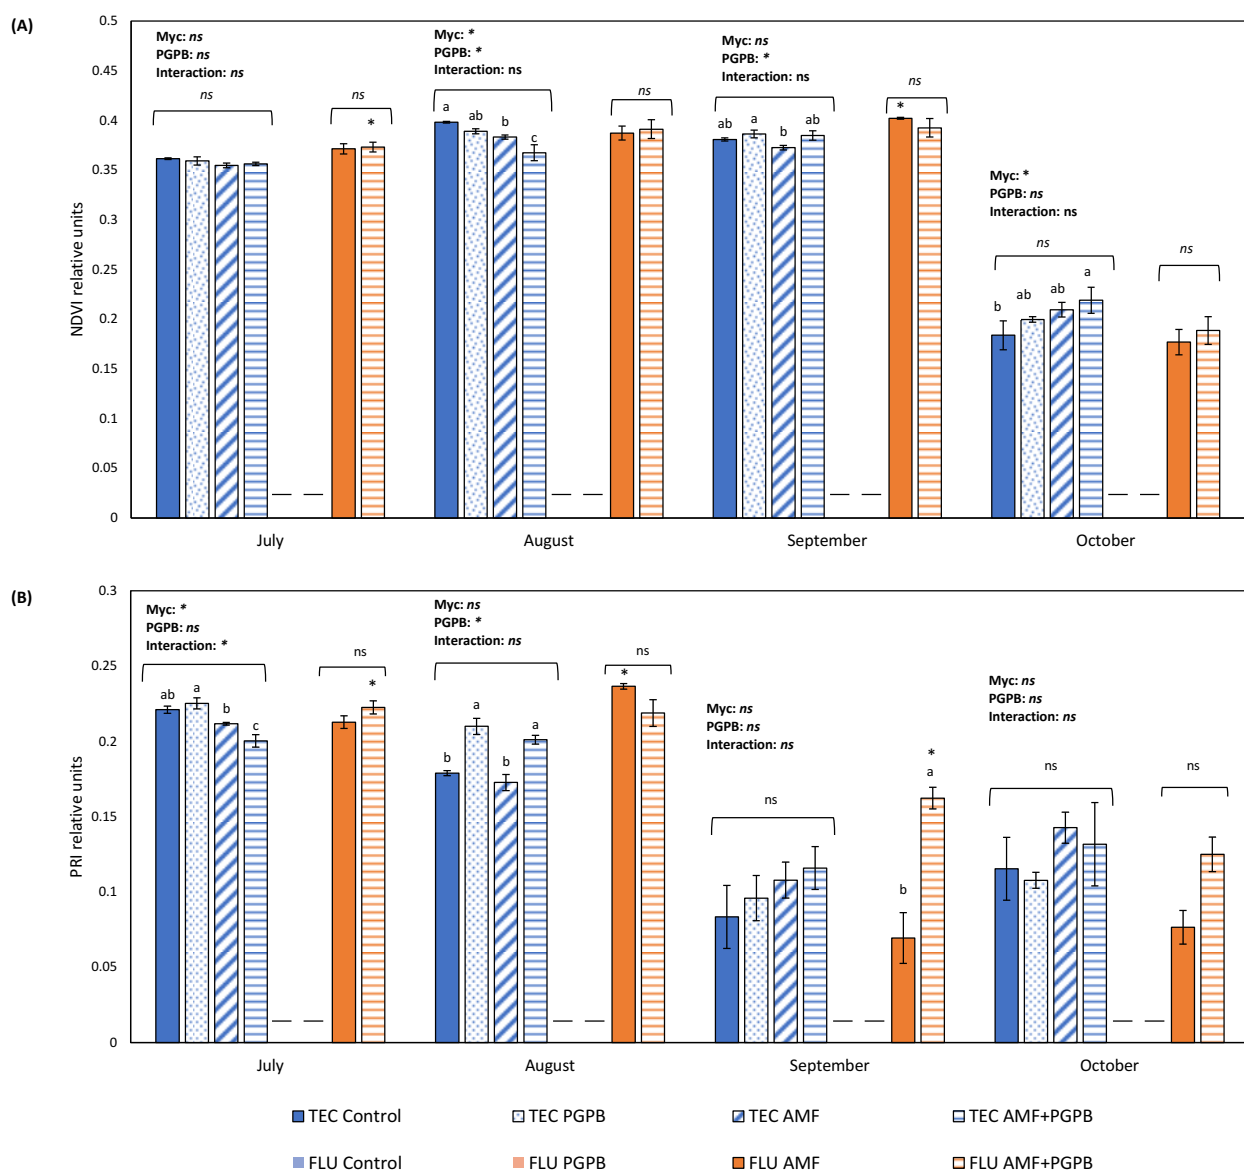 (A)
0.5
0.45
0.4
0.35
0.3
0.25
0.2
0.15
0.1
0.05
0
NDVI relative units
Myc: ns
PGPB: ns
Interaction: ns
ns
ns
*
Myc: *
PGPB: *
Interaction: ns
a
ab
b
c
ns
Myc: ns
PGPB: *
Interaction: ns
ab
a
b
ab
ns
*
Myc: *
PGPB: ns
Interaction: ns
ns
b
ab
ab
a
ns
July
August
September
October
(B)
0.3
0.25
0.2
0.15
0.1
0.05
0
PRI relative units
Myc: *
PGPB: ns
Interaction: *
ab
a
b
c
ns
*
Myc: ns
PGPB: *
Interaction: ns
b
a
b
a
ns
*
Myc: ns
PGPB: ns
Interaction: ns
ns
b
*
a
Myc: ns
PGPB: ns
Interaction: ns
ns
ns
July
August
September
October
TEC Control
TEC PGPB
TEC AMF
TEC AMF+PGPB
FLU Control
FLU PGPB
FLU AMF
FLU AMF+PGPB